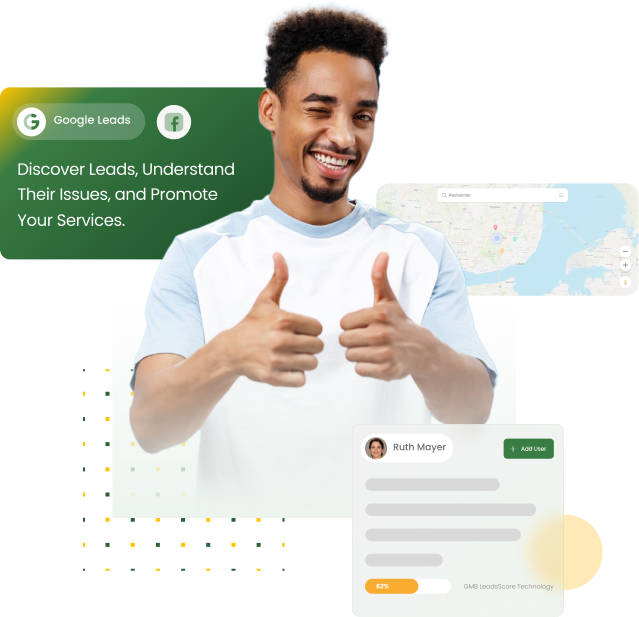 Google Leads
Discover Leads, Understand
Their Issues, and Promote
Your Services.
Ruth Mayer
Add User
62%
GMB LeadsScore Technology